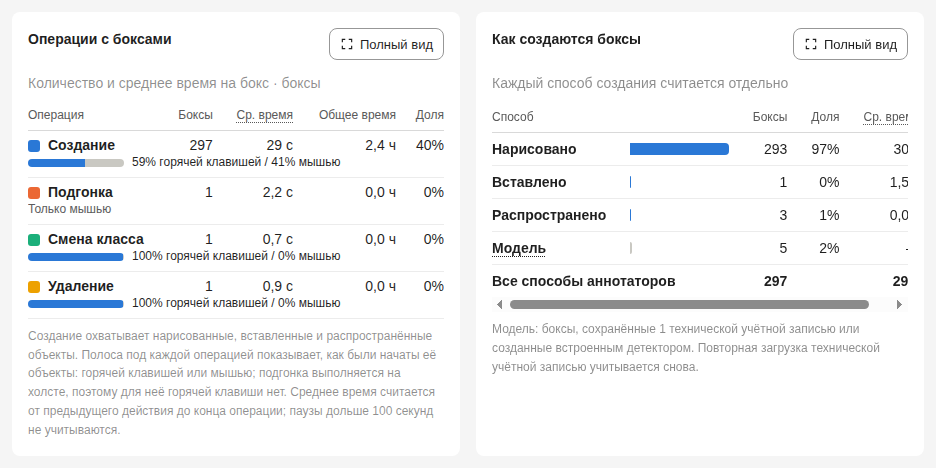 Операции с боксами
Полный вид
Количество и среднее время на бокс · боксы
Операция Боксы Ср. время Общее время Доля
Создание 297 29 с 2,4 ч 40%
59% горячей клавишей / 41% мышью
Подгонка 1 2,2 с 0,0 ч 0%
Только мышью
Смена класса 1 0,7 с 0,0 ч 0%
100% горячей клавишей / 0% мышью
Удаление 1 0,9 с 0,0 ч 0%
100% горячей клавишей / 0% мышью
Создание охватывает нарисованные, вставленные и распространённые
объекты. Полоса под каждой операцией показывает, как были начаты её
объекты: горячей клавишей или мышью; подгонка выполняется на
холсте, поэтому для неё горячей клавиши нет. Среднее время считается
от предыдущего действия до конца операции; паузы дольше 100 секунд
не учитываются.
Как создаются боксы
Полный вид
Каждый способ создания считается отдельно
Способ Боксы Доля Ср. врем
Нарисовано 293 97% 30
Вставлено 1 0% 1,5
Распространено 3 1% 0,0
Модель 5 2%
Все способы аннотаторов 297 29
Модель: боксы, сохранённые 1 технической учётной записью или
созданные встроенным детектором. Повторная загрузка технической
учётной записью учитывается снова.